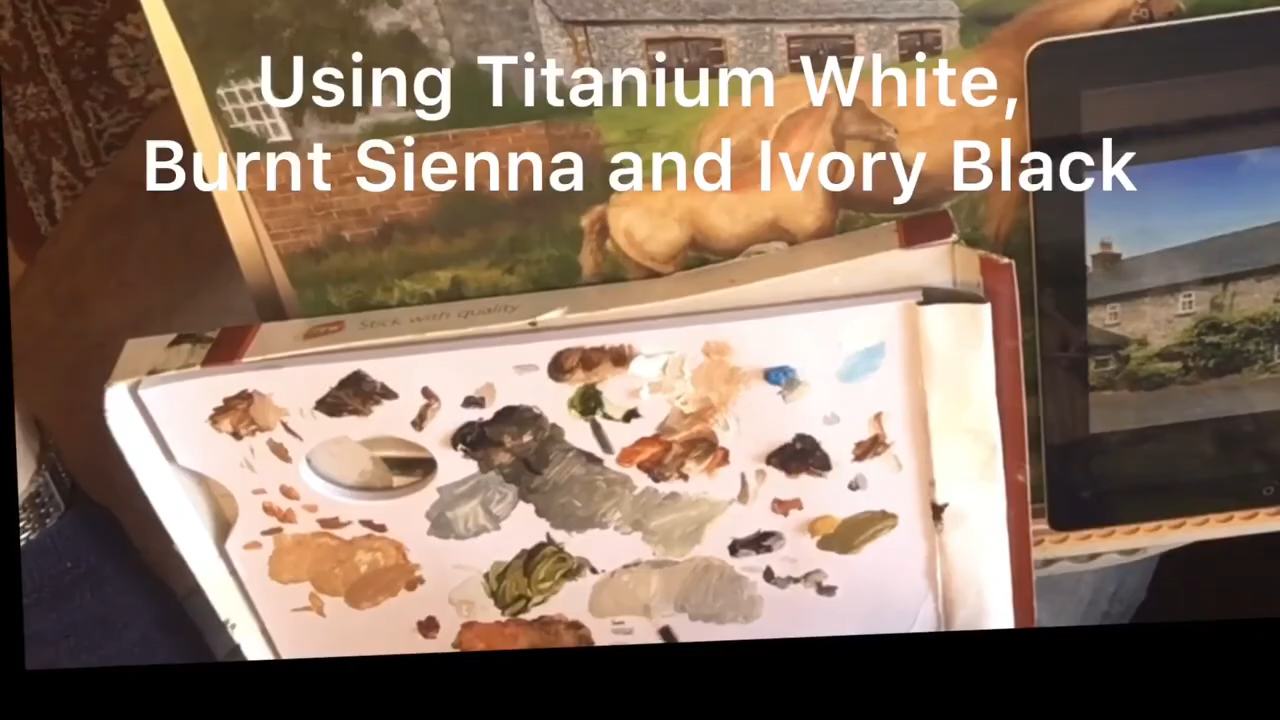 Using Titanium White,
Burnt Sienna and Ivory Black
Stick with quality